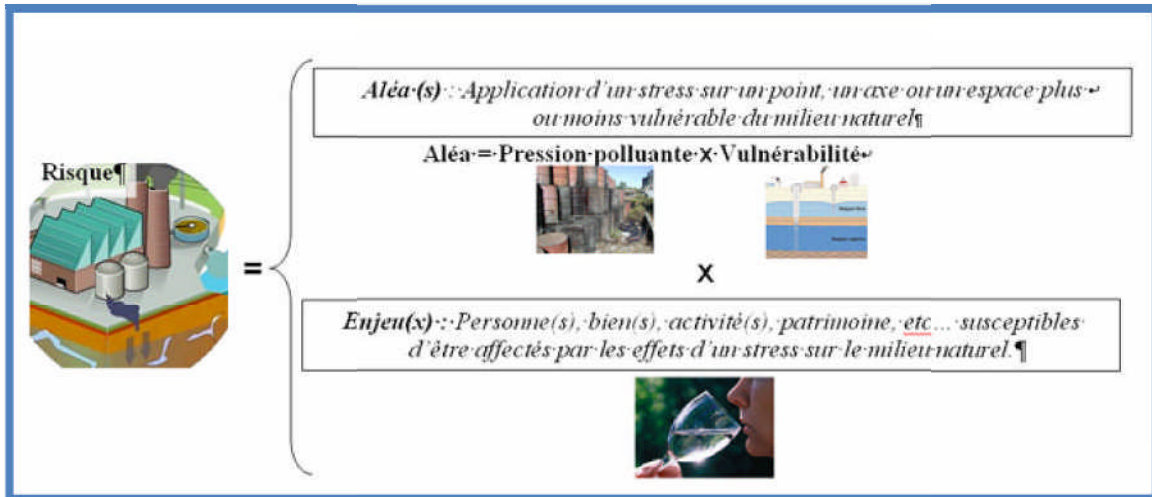 Aléa (s) : Application d'un stress sur un point, un axe ou un espace plus ↵
ou moins vulnérable du milieu naturel¶
Risque¶
Aléa = Pression polluante x Vulnérabilité↵
=
x
Enjeu(x) : Personne(s), bien(s), activité(s), patrimoine, etc… susceptibles
d'être affectés par les effets d'un stress sur le milieu naturel.¶